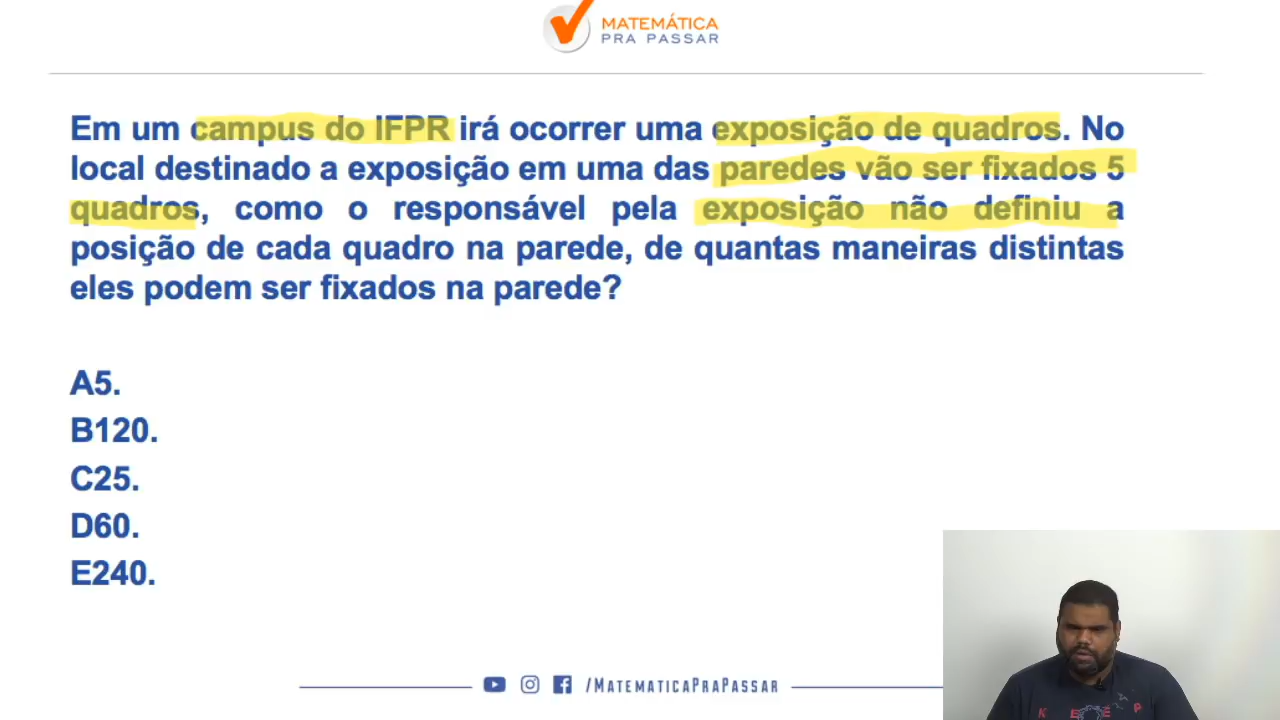 MATEMÁTICA
PRA PASSAR
Em um campus do IFPR irá ocorrer uma exposição de quadros. No
local destinado a exposição em uma das paredes vão ser fixados 5
quadros, como o responsável pela exposição não definiu a
posição de cada quadro na parede, de quantas maneiras distintas
eles podem ser fixados na parede?
A5.
B120.
C25.
D60.
E240.
/MATEMATICAPRAPASSAR